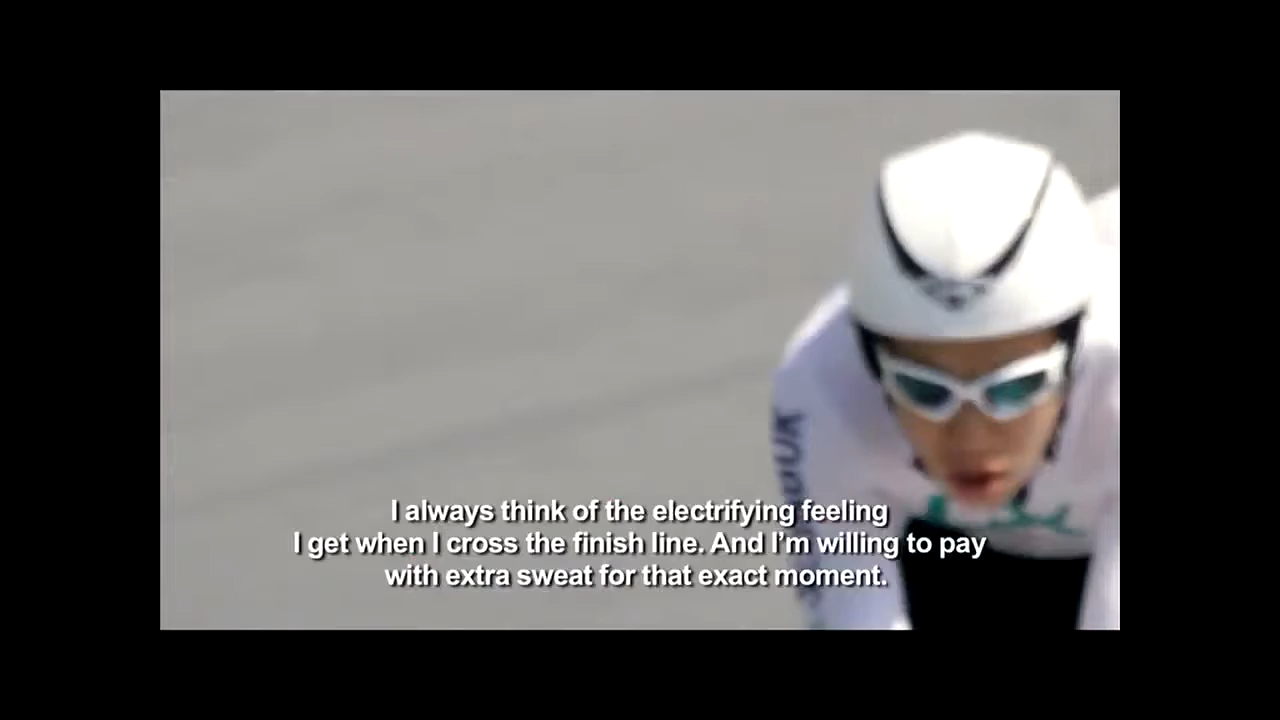 I always think of the electrifying feeling
I get when I cross the finish line. And I'm willing to pay
with extra sweat for that exact moment.